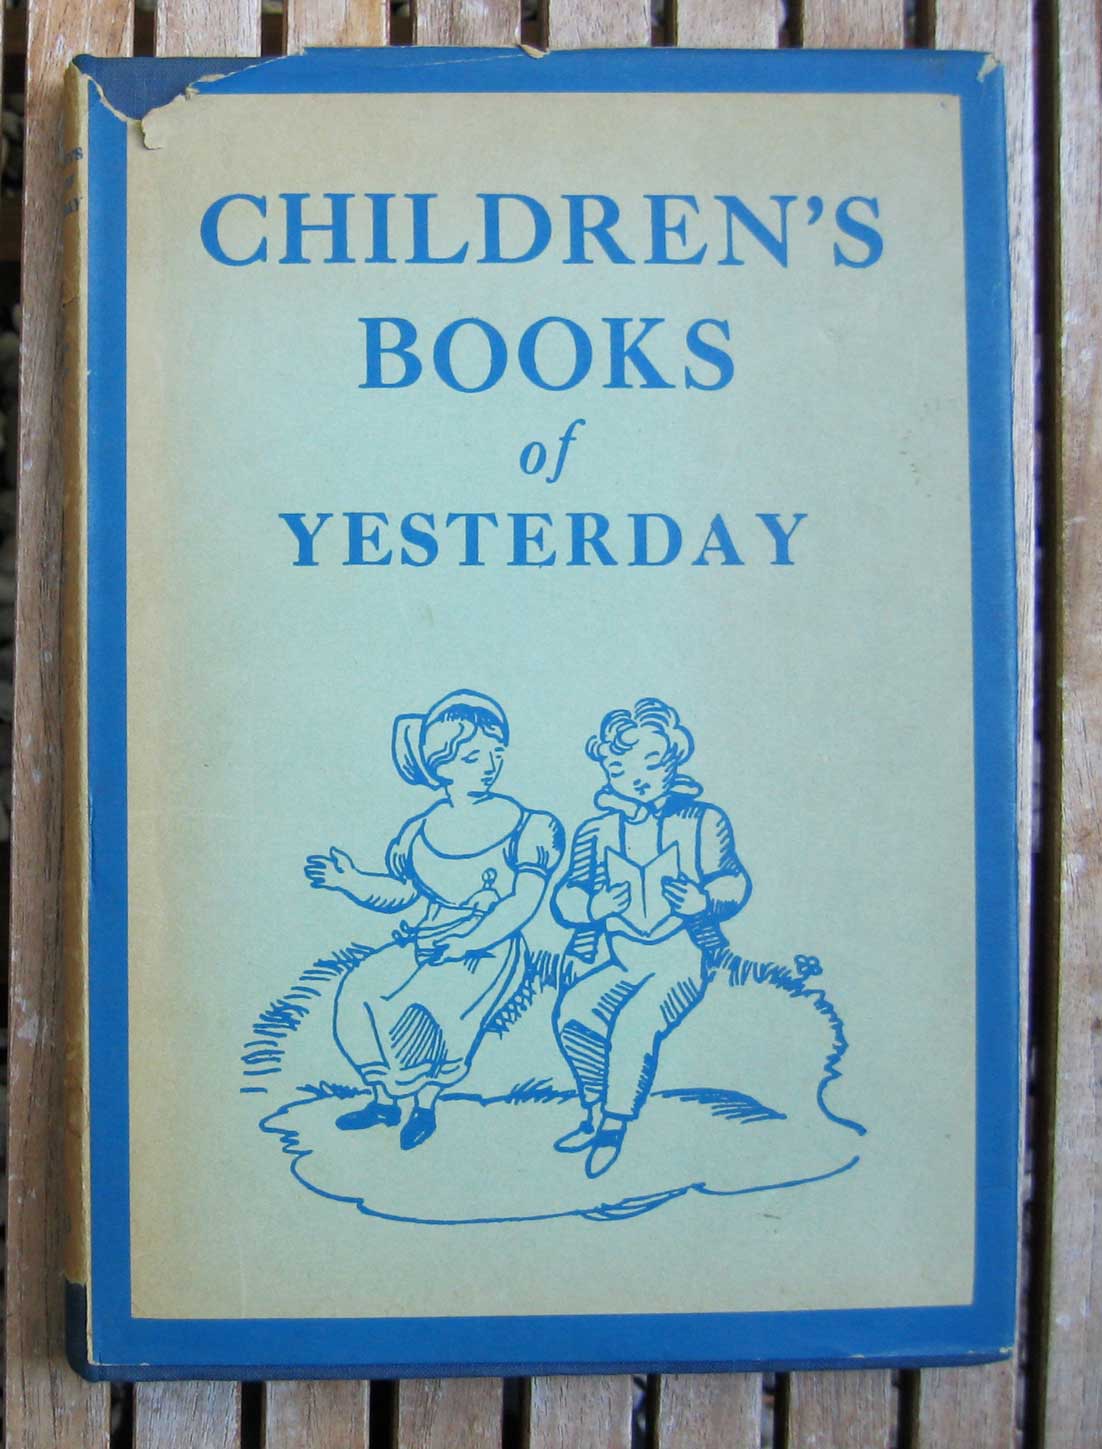 CHILDREN'S
BOOKS
of
YESTERDAY